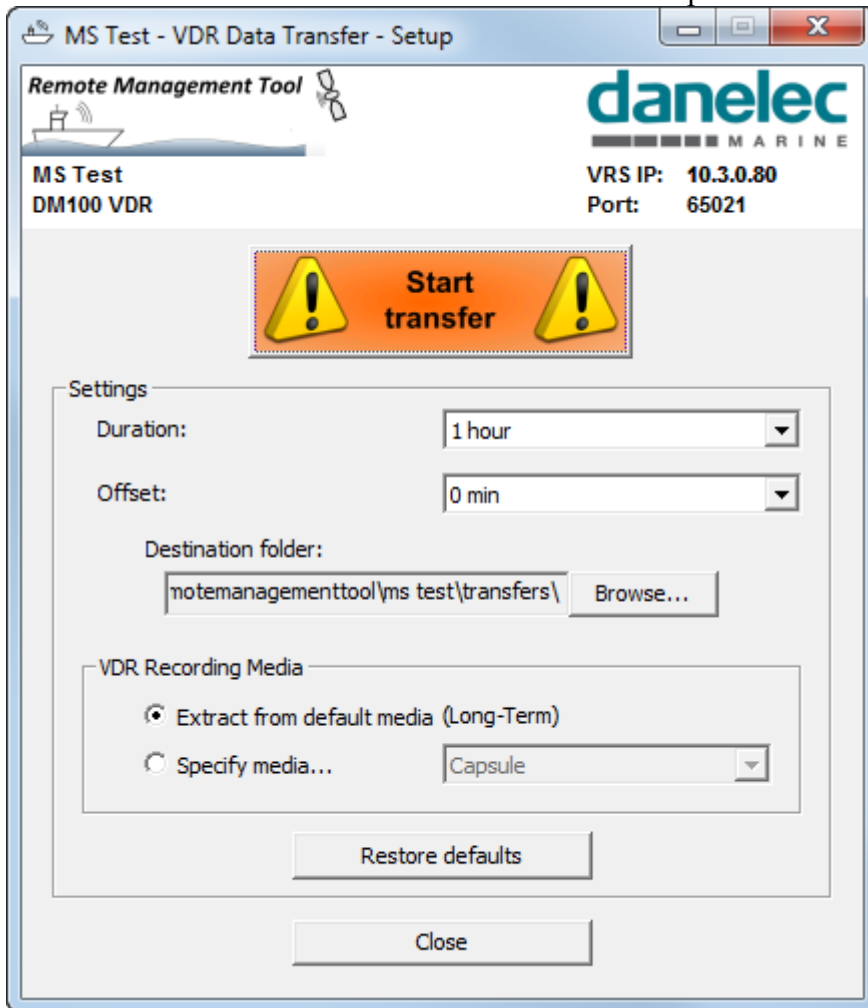 MS Test - VDR Data Transfer - Setup
Remote Management Tool
danelec
MARINE
MS Test
DM100 VDR
VRS IP: 10.3.0.80
Port: 65021
Start
transfer
Settings
Duration: 1 hour
Offset: 0 min
Destination folder:
motemanagementtool\ms test\transfers\ Browse...
VDR Recording Media
Extract from default media (Long-Term)
Specify media... Capsule
Restore defaults
Close